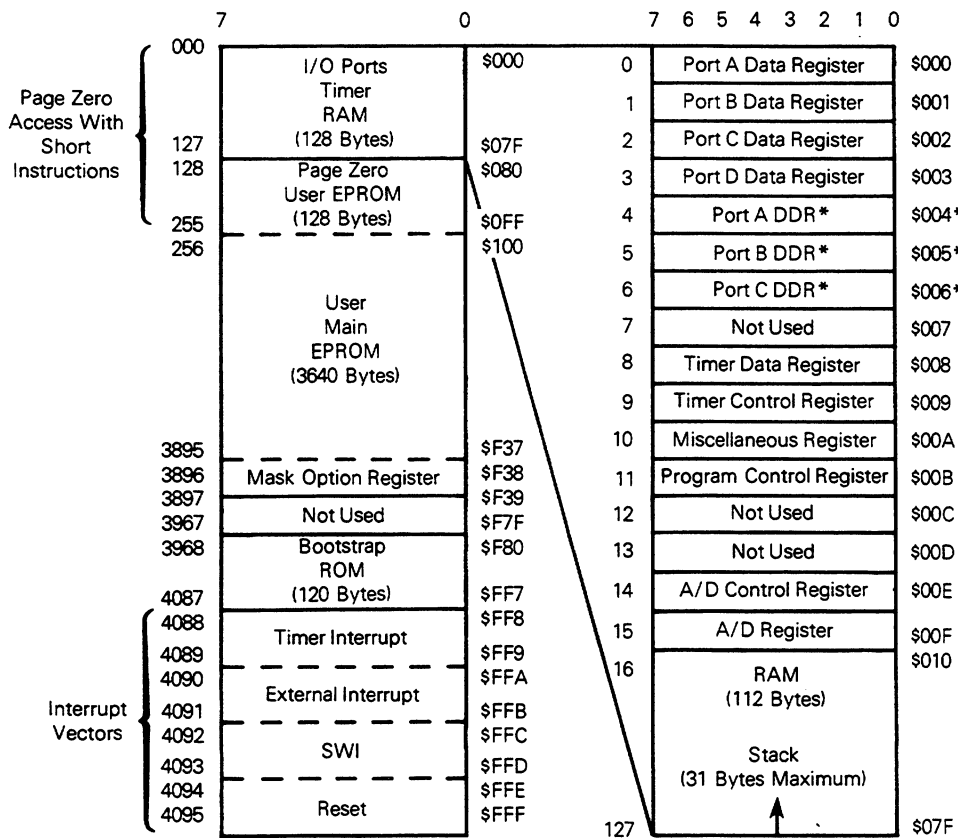 7 0 7 6 5 4 3 2 1 0
Page Zero
Access With
Short
Instructions
Interrupt
Vectors
000 I/O Ports $000
Timer
RAM
127 (128 Bytes) $07F
128 Page Zero $080
User EPROM
255 (128 Bytes) $0FF
256 $100
User
Main
EPROM
(3640 Bytes)
3895 $F37
3896 Mask Option Register $F38
3897 $F39
Not Used
3967 $F7F
3968 Bootstrap $F80
ROM
4087 (120 Bytes) $FF7
4088 $FF8
Timer Interrupt
4089 $FF9
4090 $FFA
External Interrupt
4091 $FFB
4092 $FFC
SWI
4093 $FFD
4094 $FFE
Reset
4095 $FFF
0 Port A Data Register $000
1 Port B Data Register $001
2 Port C Data Register $002
3 Port D Data Register $003
4 Port A DDR* $004*
5 Port B DDR* $005*
6 Port C DDR* $006*
7 Not Used $007
8 Timer Data Register $008
9 Timer Control Register $009
10 Miscellaneous Register $00A
11 Program Control Register $00B
12 Not Used $00C
13 Not Used $00D
14 A/D Control Register $00E
15 A/D Register $00F
16 RAM $010
(112 Bytes)
Stack
(31 Bytes Maximum)
127 $07F